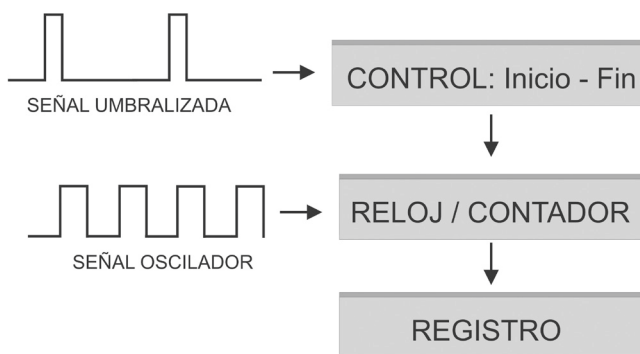 SEÑAL UMBRALIZADA
CONTROL: Inicio - Fin
SEÑAL OSCILADOR
RELOJ / CONTADOR
REGISTRO